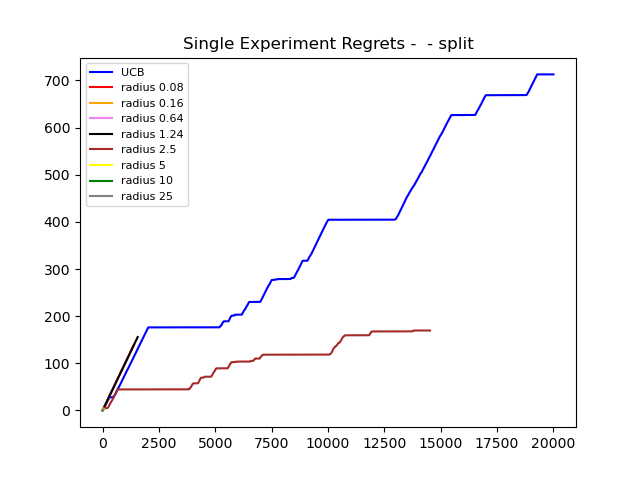 Single Experiment Regrets -  - split
UCB
radius 0.08
radius 0.16
radius 0.64
radius 1.24
radius 2.5
radius 5
radius 10
radius 25
700
600
500
400
300
200
100
0
0 2500 5000 7500 10000 12500 15000 17500 20000